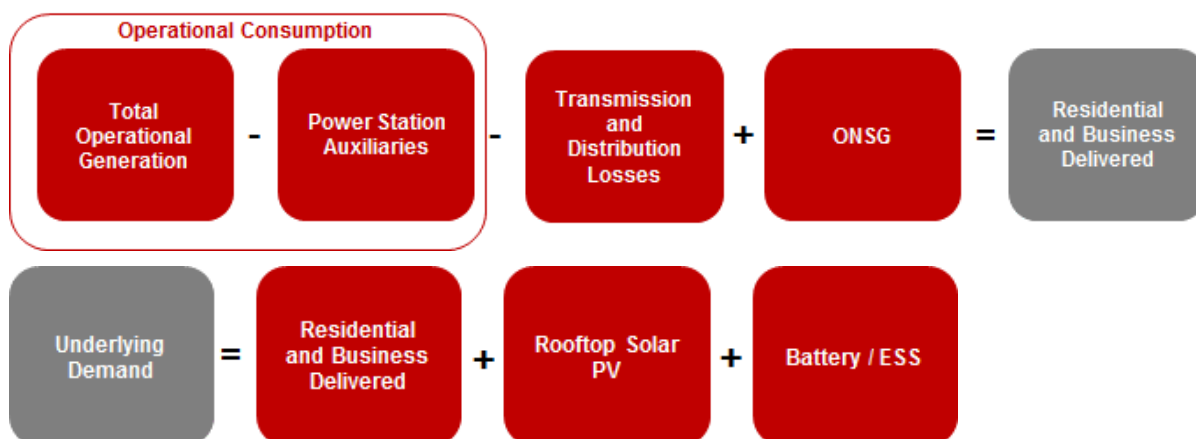 Operational Consumption
Total
Operational
Generation
-
Power Station
Auxiliaries
-
Transmission
and
Distribution
Losses
+
ONSG
=
Residential
and Business
Delivered
Underlying
Demand
=
Residential
and Business
Delivered
+
Rooftop Solar
PV
+
Battery / ESS